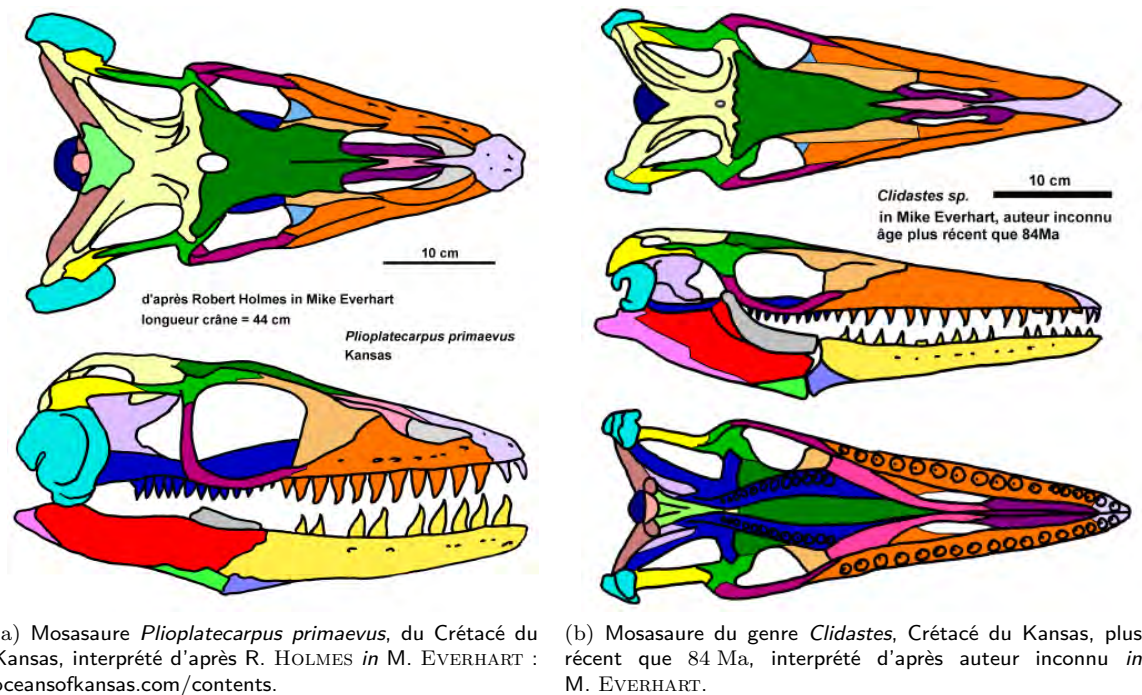 10 cm
d'après Robert Holmes in Mike Everhart
longueur crâne = 44 cm
Plioplatecarpus primaevus
Kansas
10 cm
Clidastes sp.
in Mike Everhart, auteur inconnu
âge plus récent que 84Ma
a) Mosasaure Plioplatecarpus primaevus, du Crétacé du
Kansas, interprété d'après R. HOLMES in M. EVERHART :
oceansofkansas.com/contents.
(b) Mosasaure du genre Clidastes, Crétacé du Kansas, plus
récent que 84 Ma, interprété d'après auteur inconnu in
M. EVERHART.